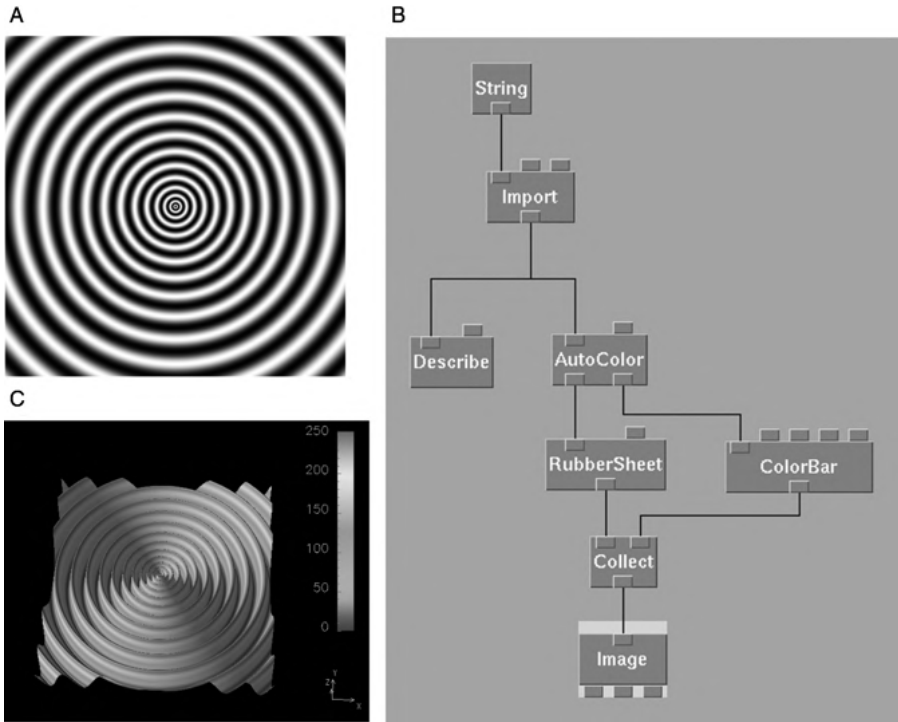 A
B
String
Import
Describe
AutoColor
RubberSheet
ColorBar
Collect
Image
C
250
200
150
100
50
0
Y
Z
X